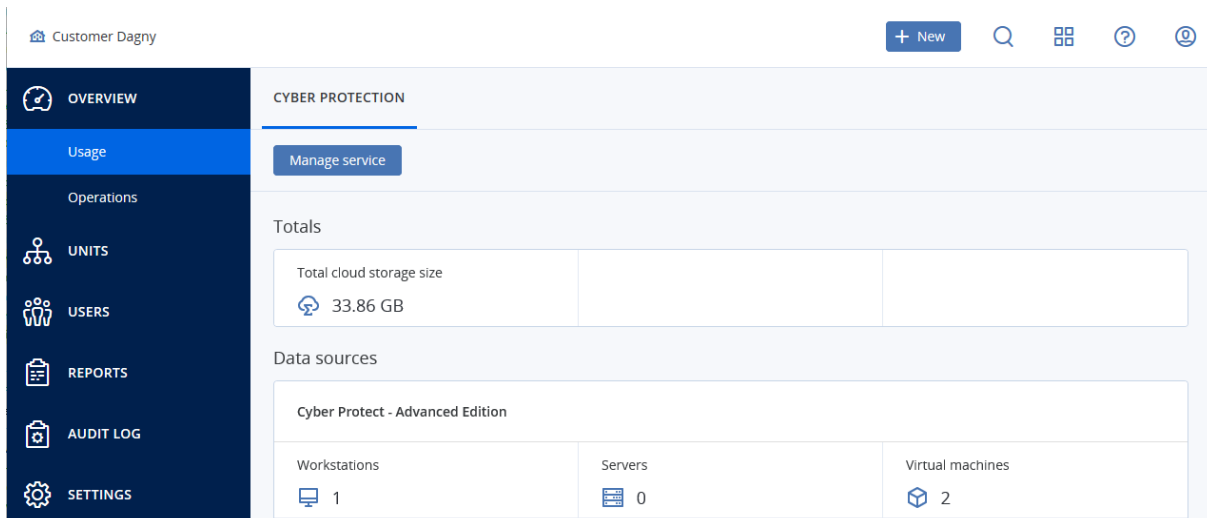 Customer Dagny
New
OVERVIEW
Usage
Operations
UNITS
USERS
REPORTS
AUDIT LOG
SETTINGS
CYBER PROTECTION
Manage service
Totals
Total cloud storage size
33.86 GB
Data sources
Cyber Protect - Advanced Edition
Workstations
1
Servers
0
Virtual machines
2